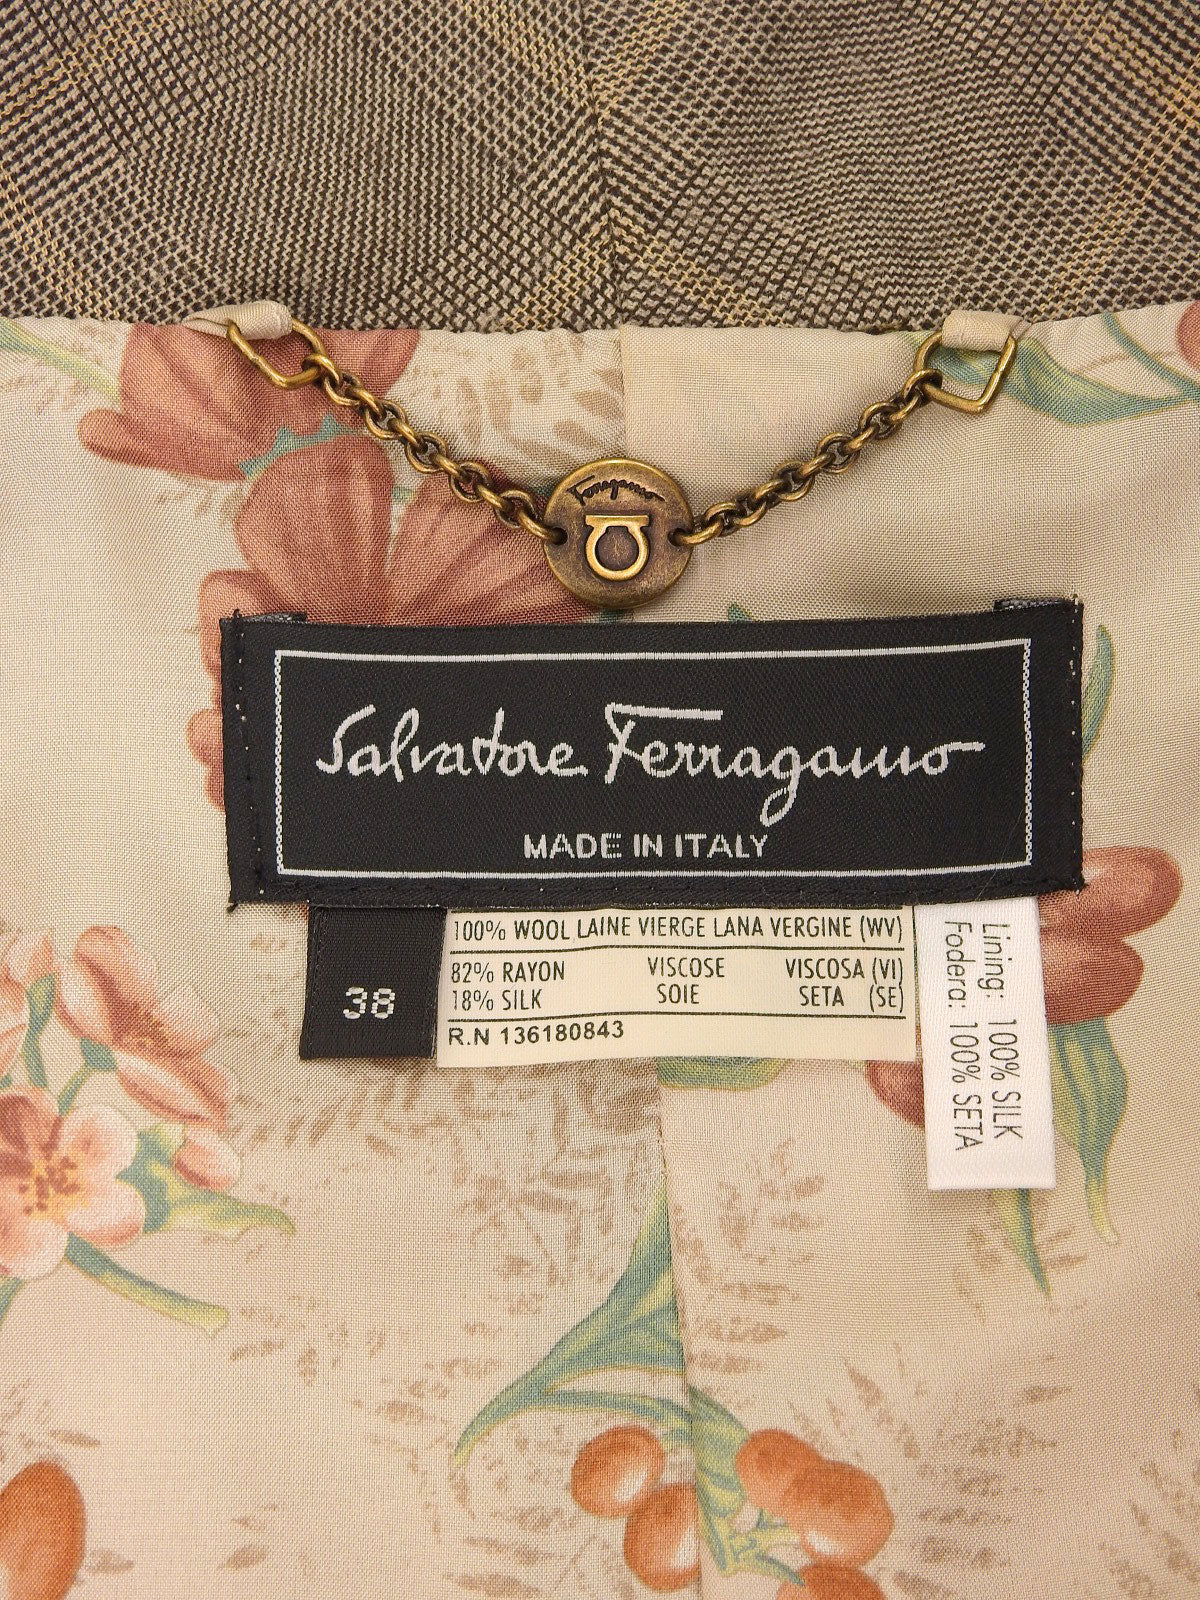 Ferragamo
Salvatore Ferragamo
MADE IN ITALY
38
100% WOOL LAINE VIERGE LANA VERGINE (WV)
82% RAYON VISCOSE VISCOSA (VI)
18% SILK SOIE SETA (SE)
R.N 136180843
Lining: 100% SILK
Fodera: 100% SETA